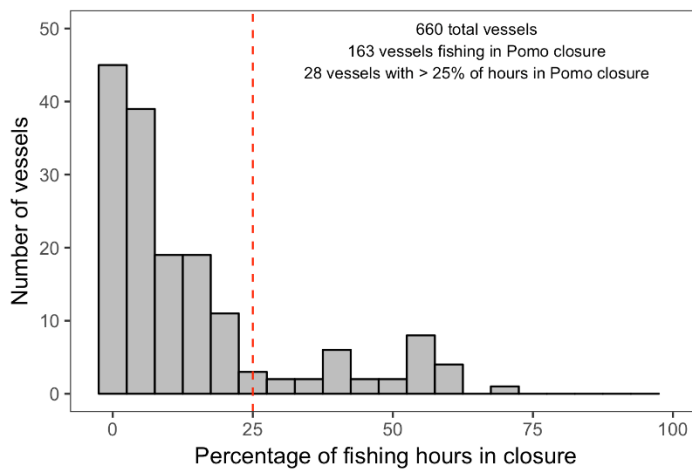 660 total vessels
163 vessels fishing in Pomo closure
28 vessels with > 25% of hours in Pomo closure
Number of vessels
50
40
30
20
10
0
0 25 50 75 100
Percentage of fishing hours in closure